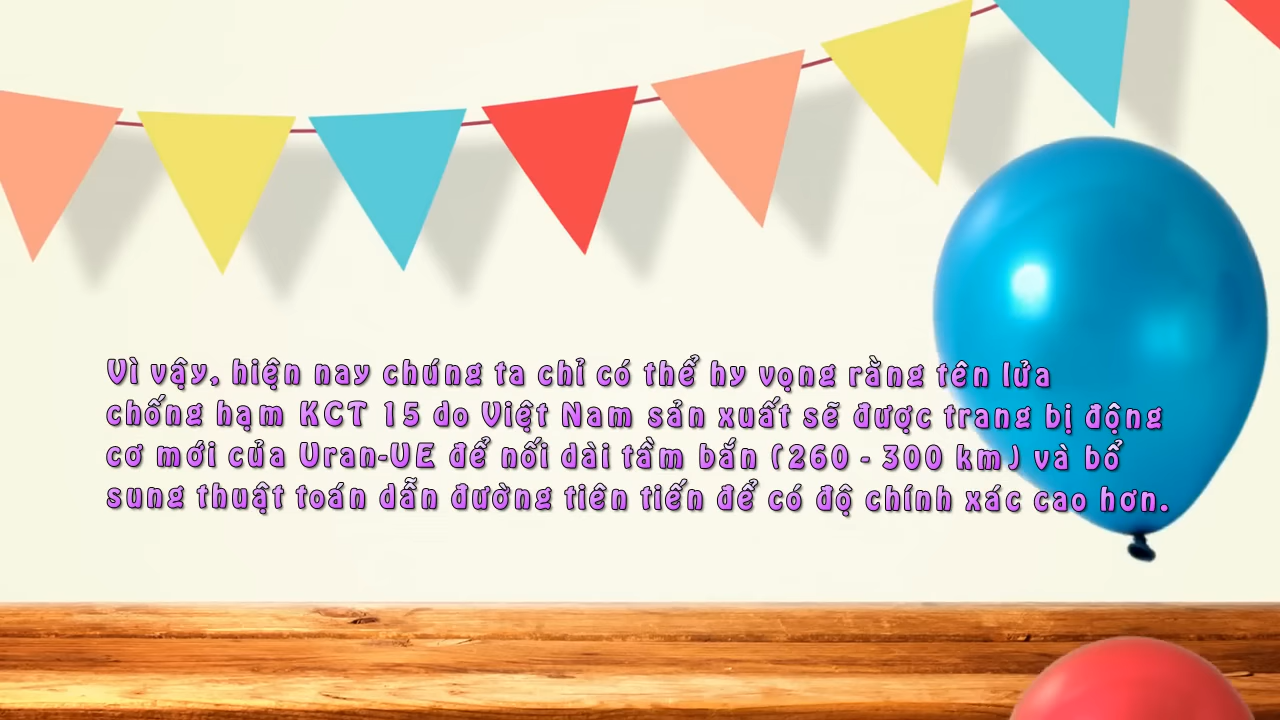 Vì vậy, hiện nay chúng ta chỉ có thể hy vọng rằng tên lửa
chống hạm KCT 15 do Việt Nam sản xuất sẽ được trang bị động
cơ mới của Uran-UE để nối dài tầm bắn (260 - 300 km) và bổ
sung thuật toán dẫn đường tiên tiến để có độ chính xác cao hơn.